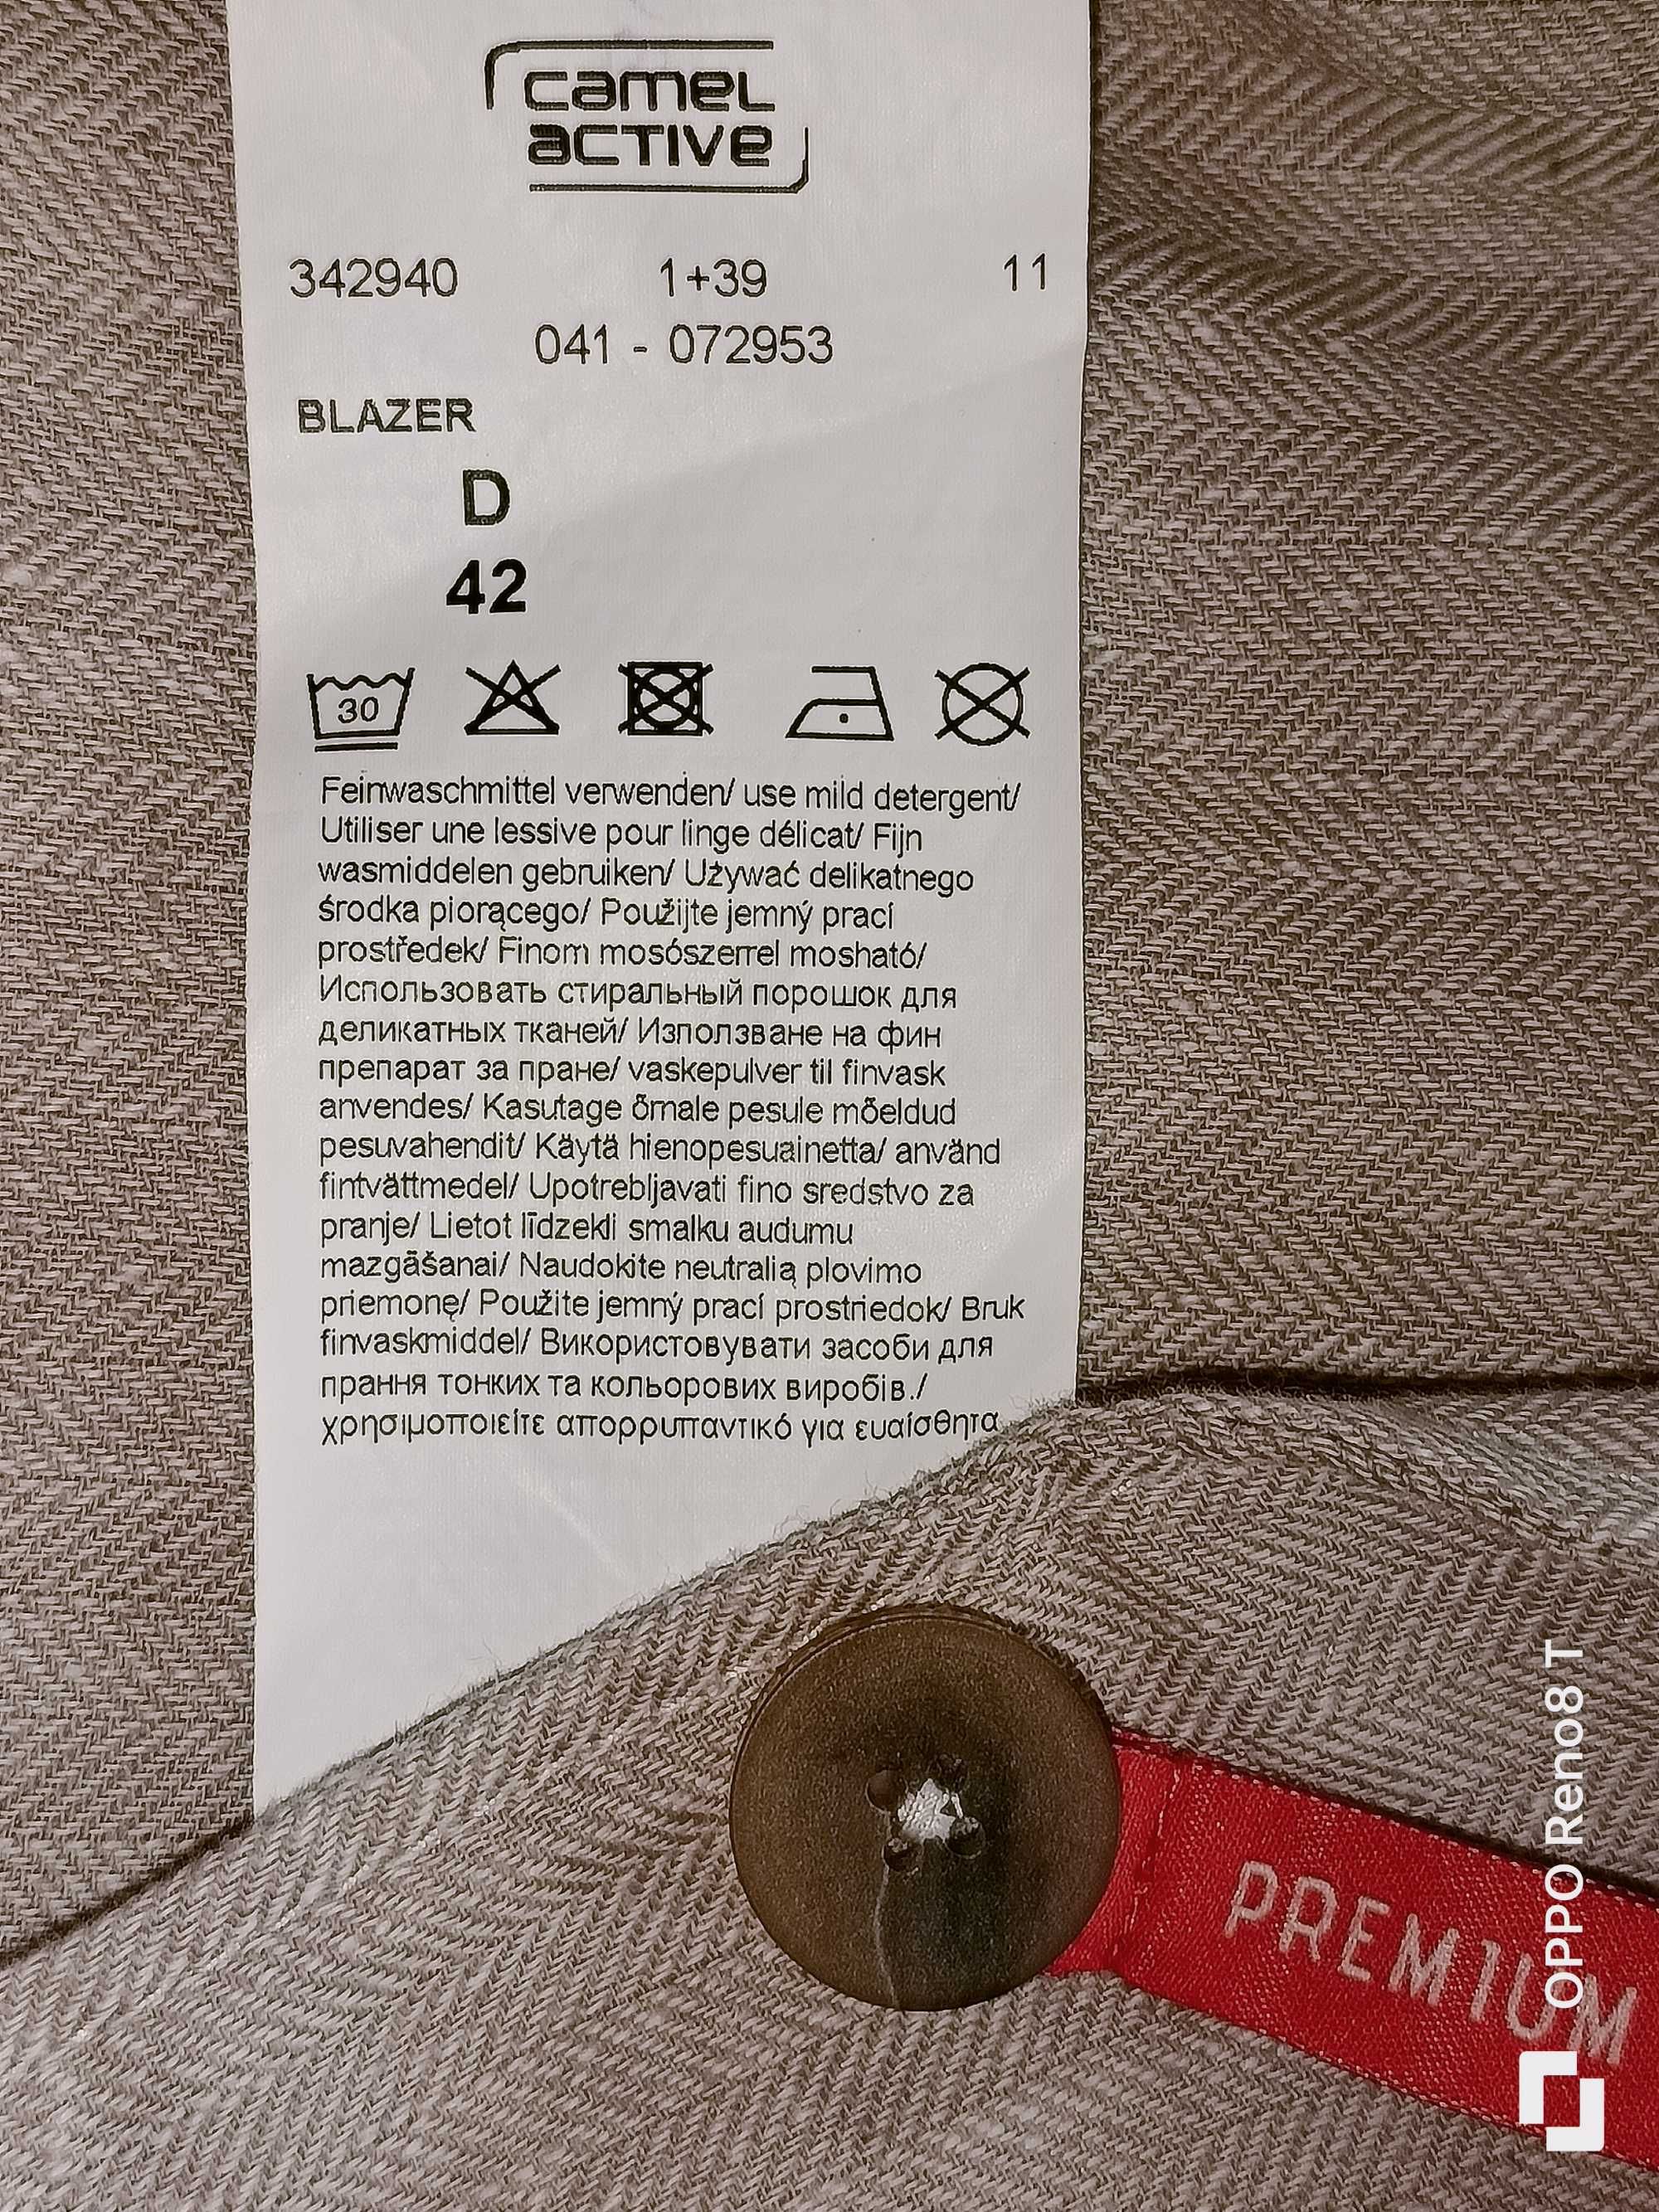 camel
active
342940 1+39 11
041 - 072953
BLAZER
D
42
30
Feinwaschmittel verwenden/ use mild detergent/
Utiliser une lessive pour linge délicat/ Fijn
wasmiddelen gebruiken/ Używać delikatnego
środka piorącego/ Použijte jemný prací
prostředek/ Finom mosószerrel mosható/
Использовать стиральный порошок для
деликатных тканей/ Използване на фин
препарат за пране/ vaskepulver til finvask
anvendes/ Kasutage õrnale pesule mõeldud
pesuvahendit/ Käytä hienopesuainetta/ använd
fintvättmedel/ Upotrebljavati fino sredstvo za
pranje/ Lietot līdzekli smalku audumu
mazgāšanai/ Naudokite neutralią plovimo
priemonę/ Použite jemný prací prostriedok/ Bruk
finvaskmiddel/ Використовувати засоби для
прання тонких та кольорових виробів./
χρησιμοποιείτε απορρυπαντικό για ευαίσθητα
PREMIUM
OPPO Reno8 T